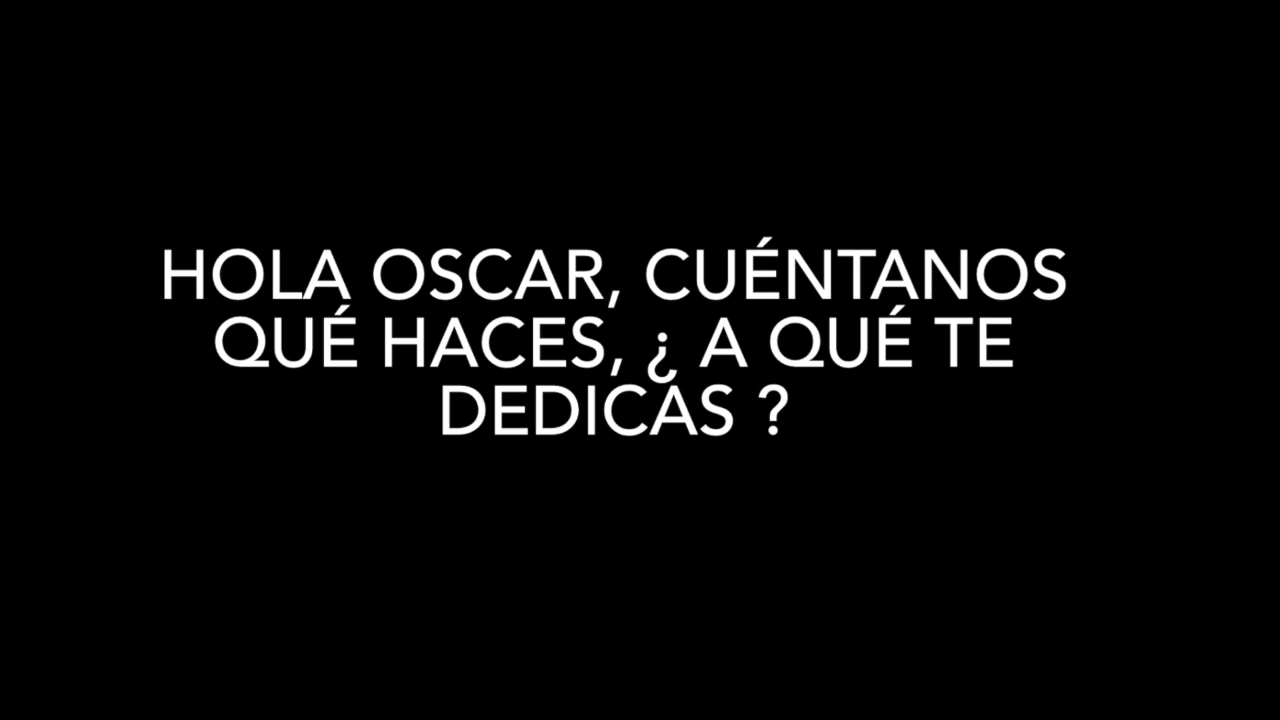 HOLA OSCAR, CUÉNTANOS
QUÉ HACES, ¿ A QUÉ TE
DEDICAS ?